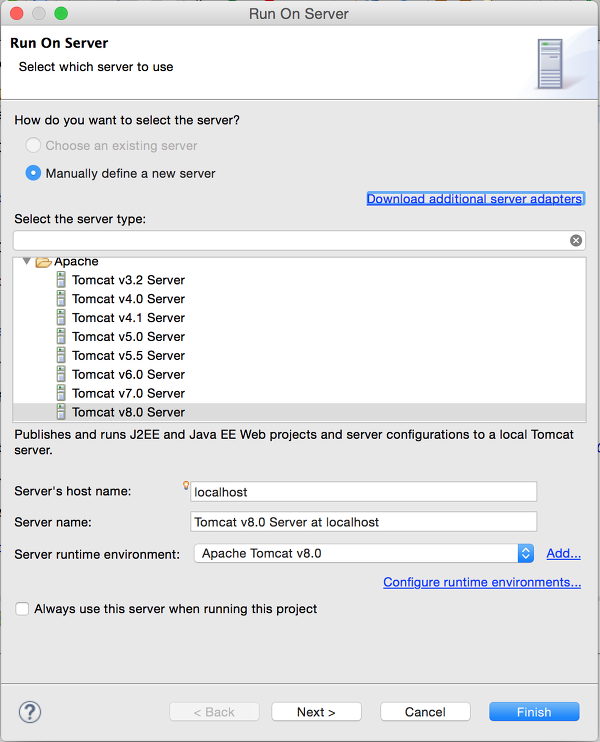 Run On Server
Run On Server
Select which server to use
How do you want to select the server?
Choose an existing server
Manually define a new server
Download additional server adapters
Select the server type:
Apache
Tomcat v3.2 Server
Tomcat v4.0 Server
Tomcat v4.1 Server
Tomcat v5.0 Server
Tomcat v5.5 Server
Tomcat v6.0 Server
Tomcat v7.0 Server
Tomcat v8.0 Server
Publishes and runs J2EE and Java EE Web projects and server configurations to a local Tomcat
server.
Server's host name: localhost
Server name: Tomcat v8.0 Server at localhost
Server runtime environment: Apache Tomcat v8.0 Add...
Configure runtime environments...
Always use this server when running this project
? < Back Next > Cancel Finish